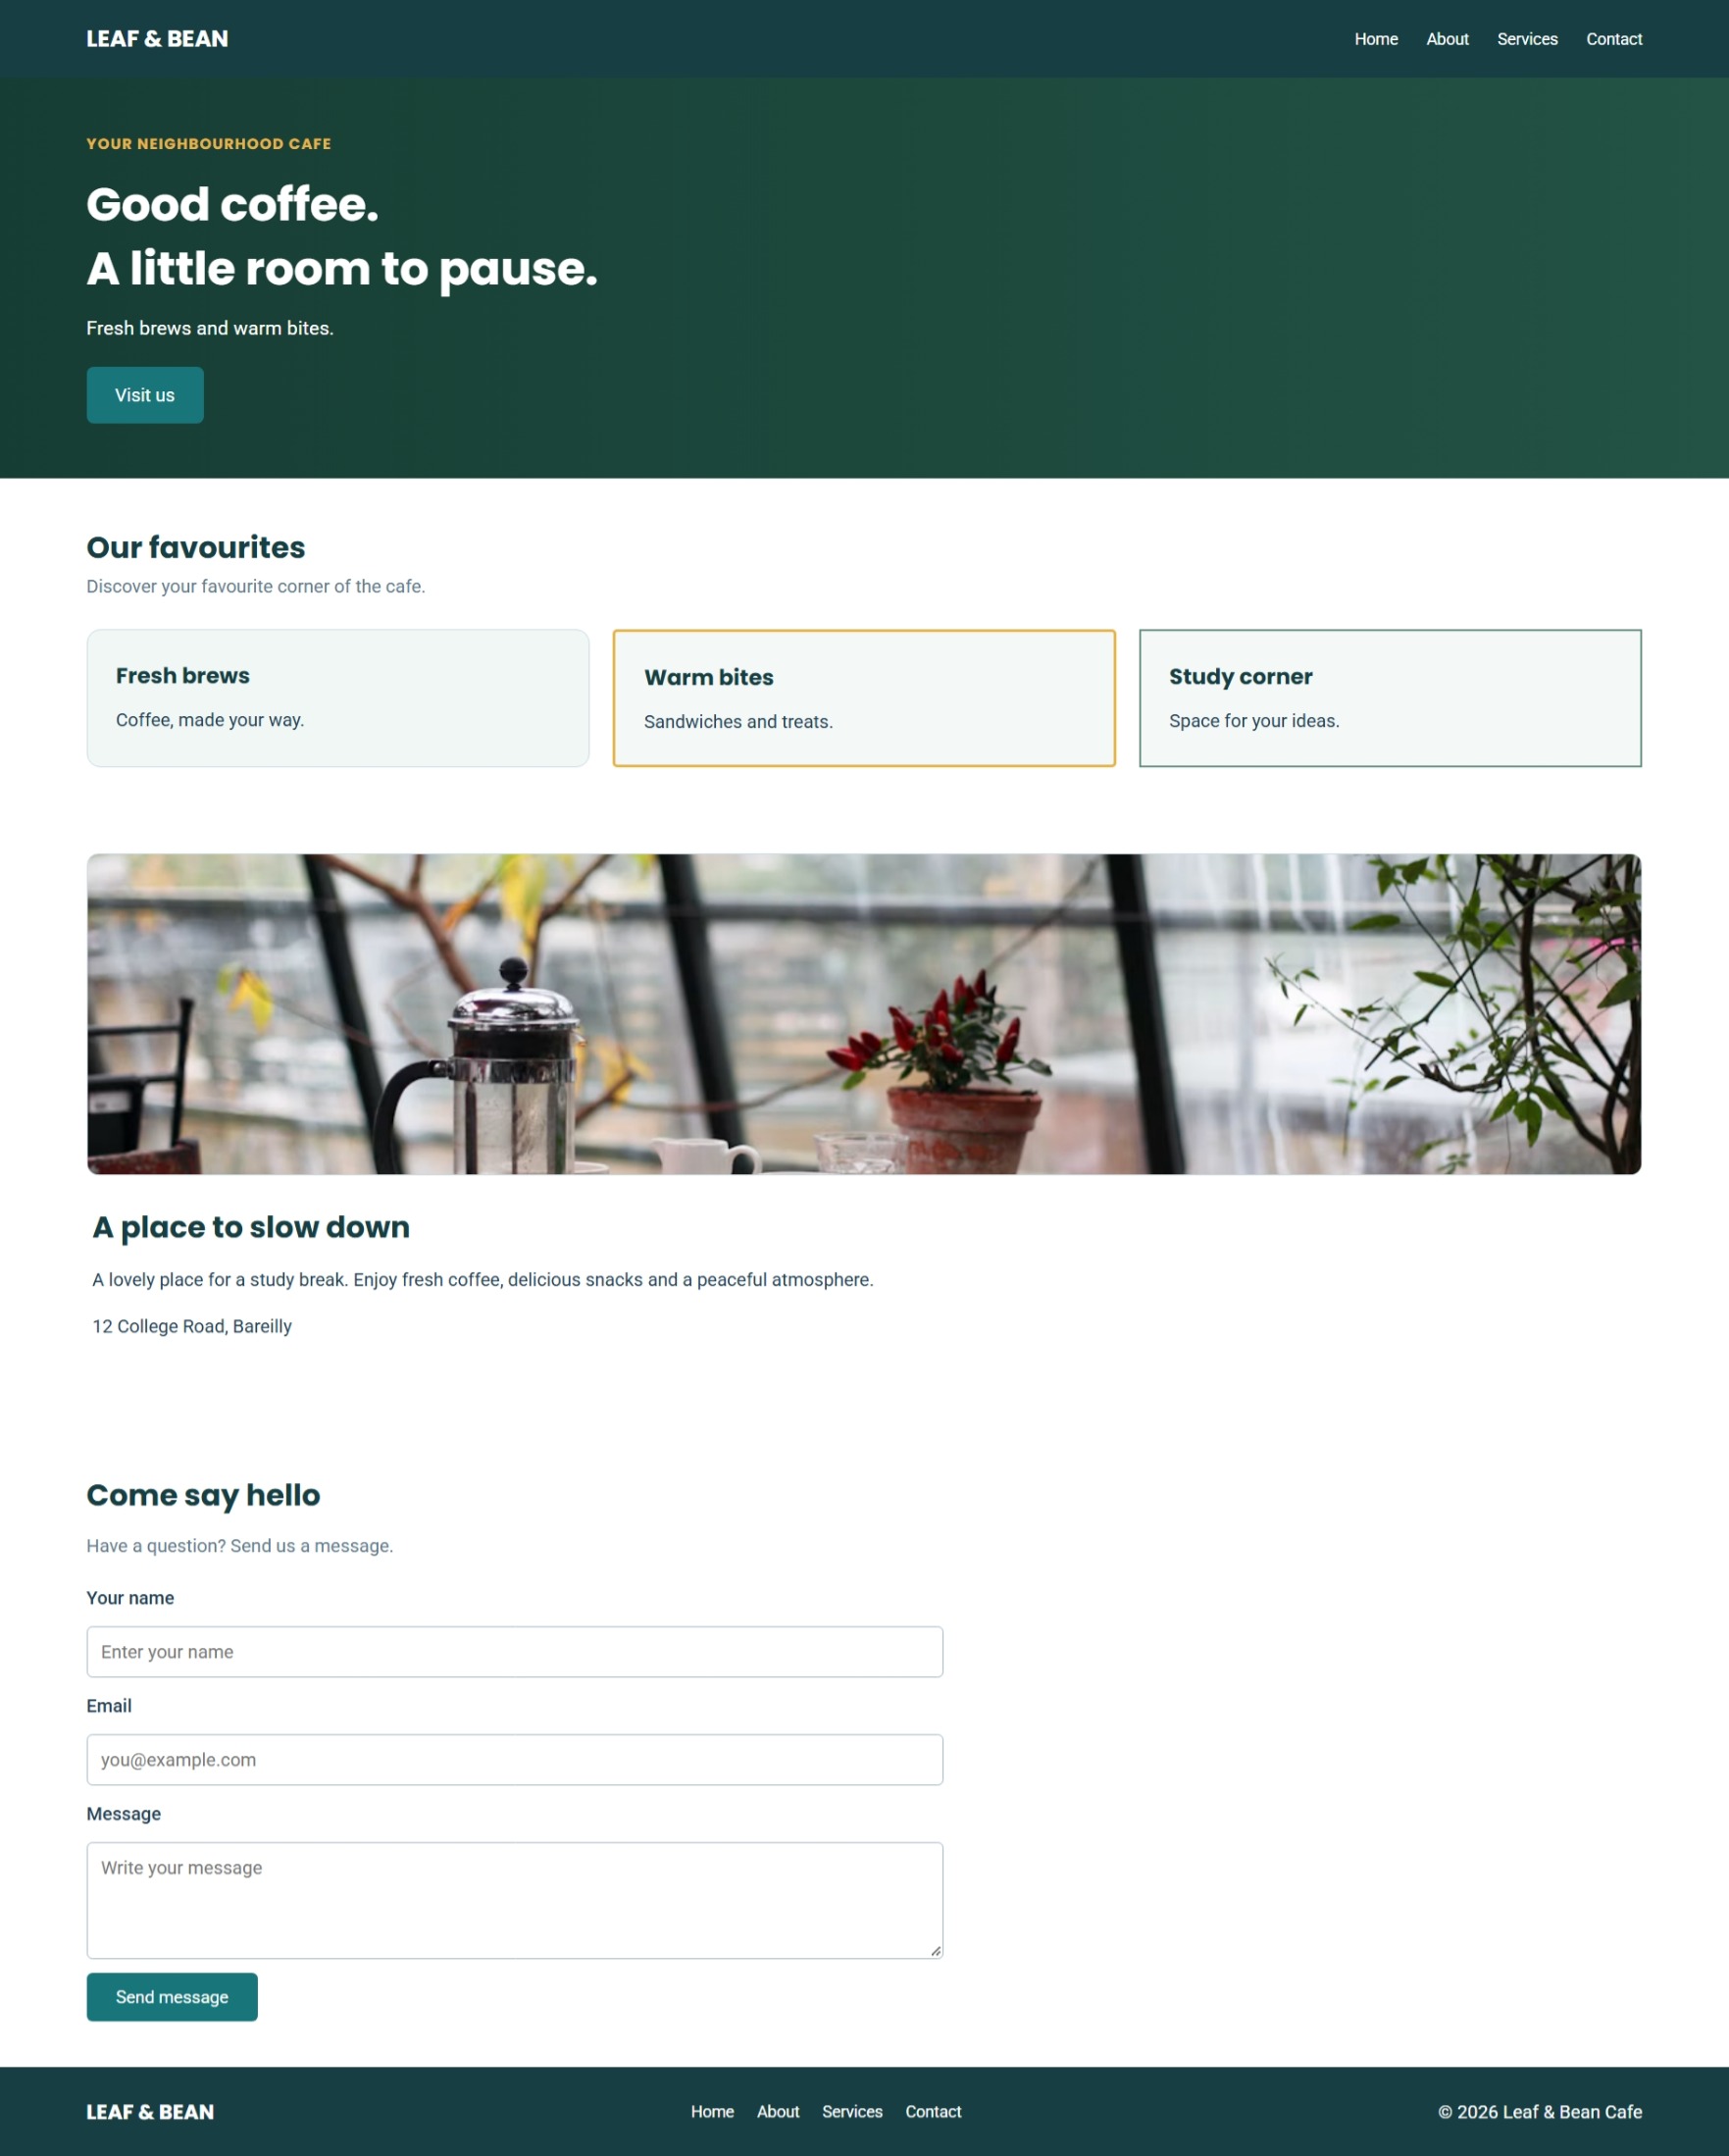 LEAF & BEAN
Home About Services Contact
YOUR NEIGHBOURHOOD CAFE
Good coffee.
A little room to pause.
Fresh brews and warm bites.
Visit us
Our favourites
Discover your favourite corner of the cafe.
Fresh brews
Coffee, made your way.
Warm bites
Sandwiches and treats.
Study corner
Space for your ideas.
A place to slow down
A lovely place for a study break. Enjoy fresh coffee, delicious snacks and a peaceful atmosphere.
12 College Road, Bareilly
Come say hello
Have a question? Send us a message.
Your name
Enter your name
Email
you@example.com
Message
Write your message
Send message
LEAF & BEAN
Home About Services Contact
© 2026 Leaf & Bean Cafe